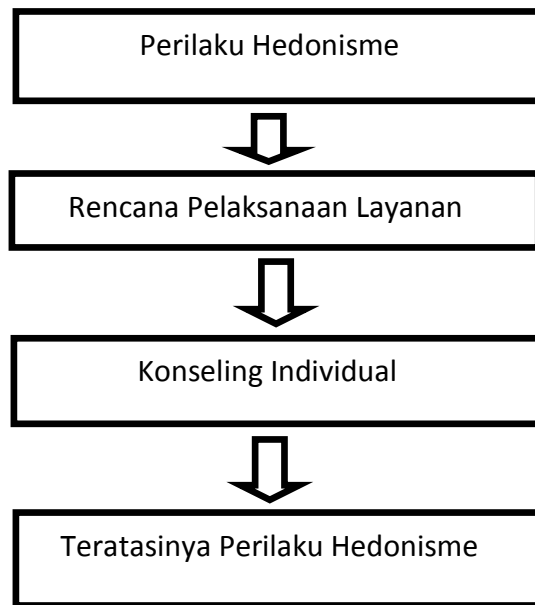 Perilaku Hedonisme
Rencana Pelaksanaan Layanan
Konseling Individual
Teratasinya Perilaku Hedonisme